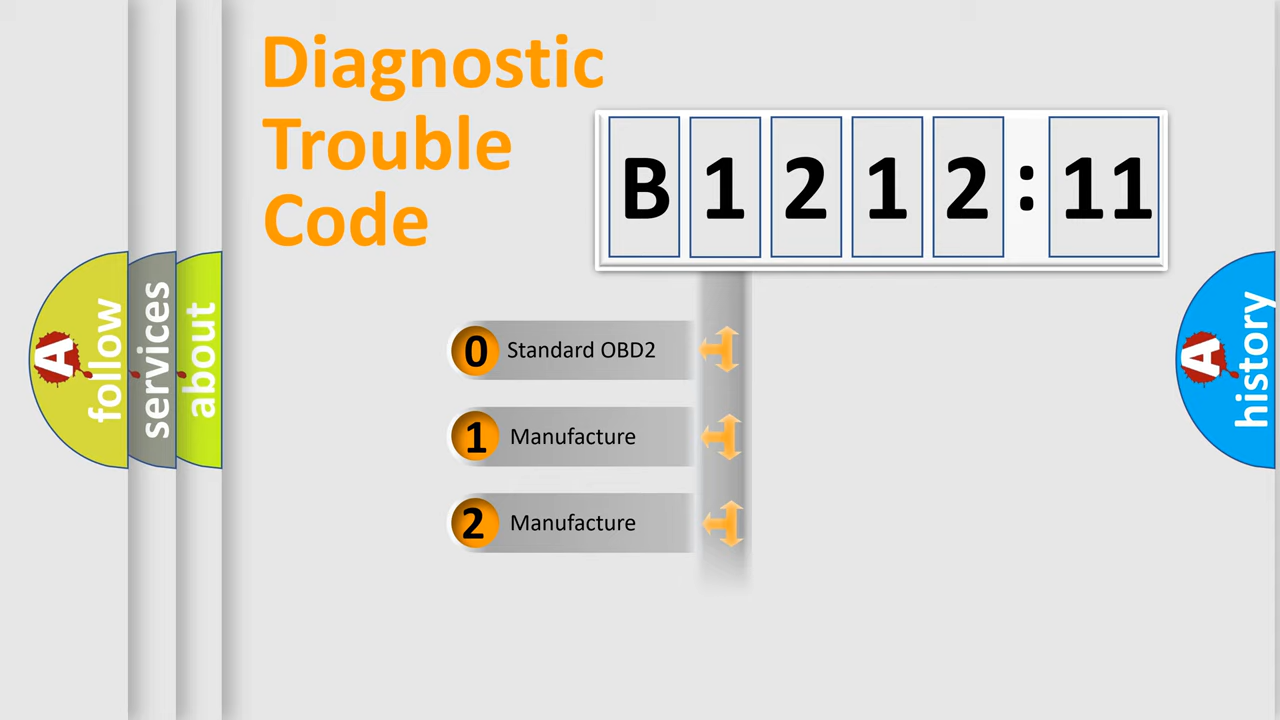 Diagnostic
Trouble
Code
B 1 2 1 2 : 11
0 Standard OBD2
1 Manufacture
2 Manufacture
A follow
services
about
A history